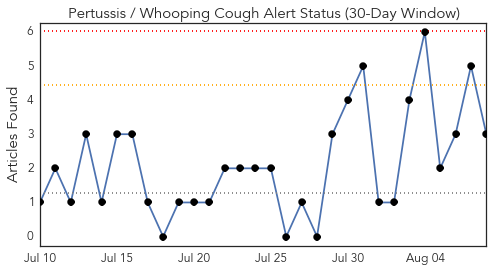 Pertussis / Whooping Cough Alert Status (30-Day Window)
Articles Found
6
5
4
3
2
1
0
Jul 10
Jul 15
Jul 20
Jul 25
Jul 30
Aug 04